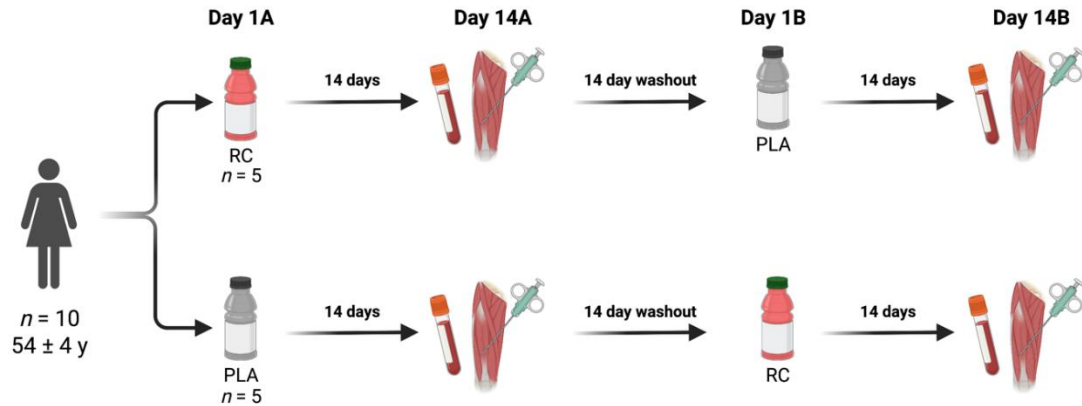 Day 1A
Day 14A
Day 1B
Day 14B
14 days
14 day washout
14 days
RC
n = 5
PLA
n = 10
54 ± 4 y
14 days
14 day washout
14 days
PLA
n = 5
RC